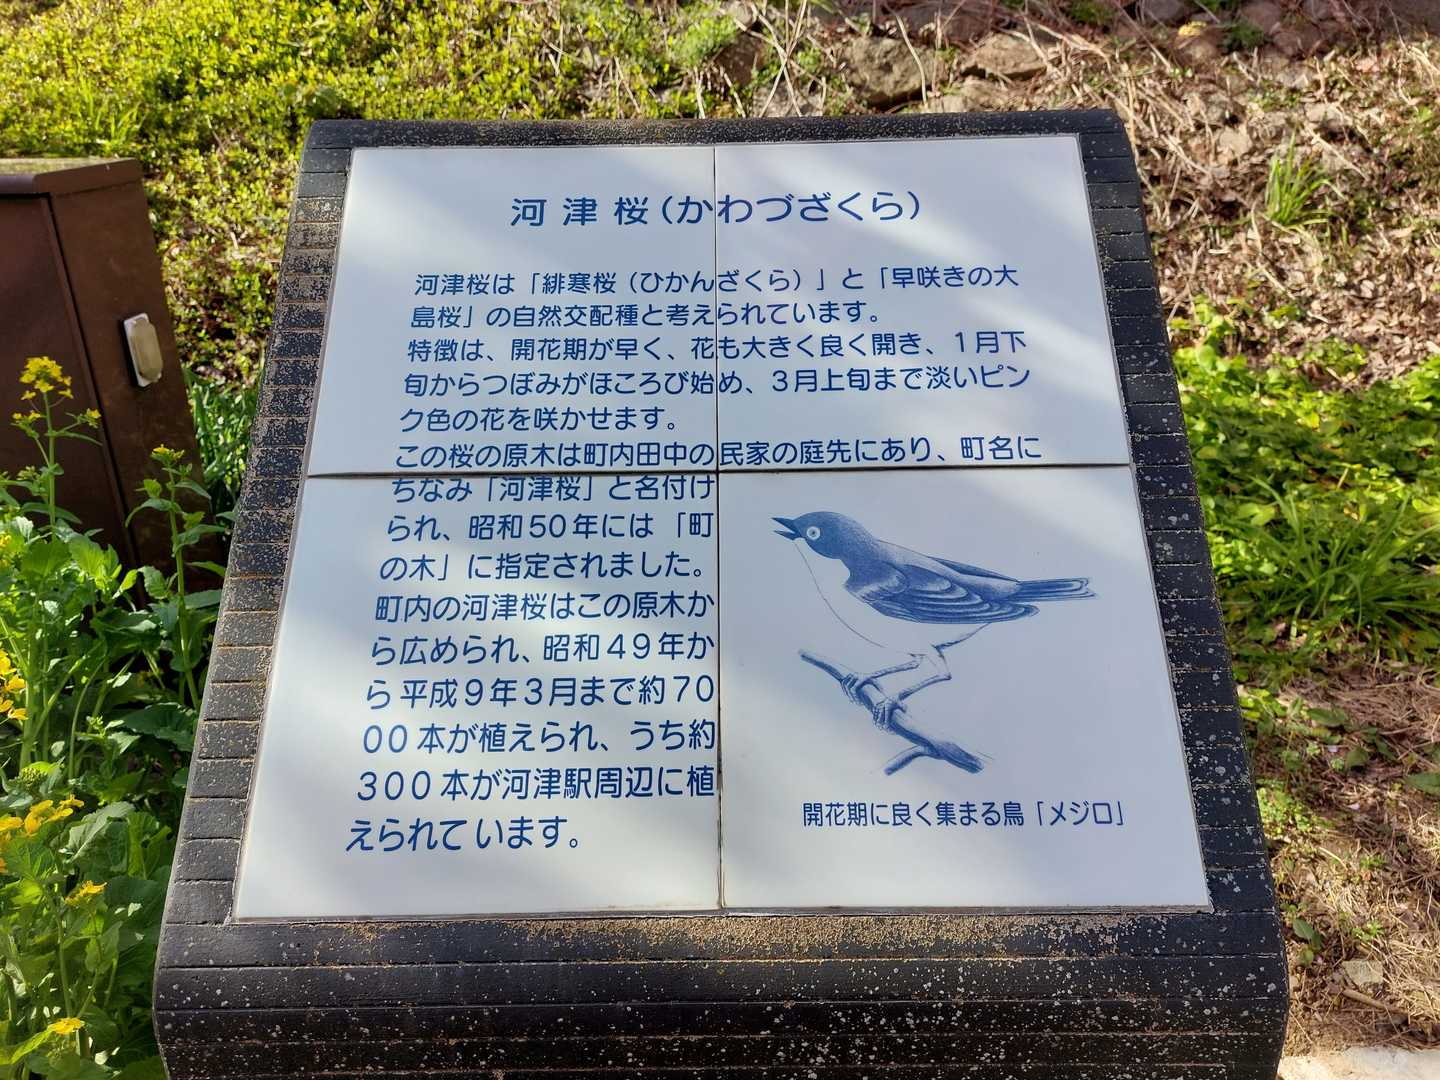 河津桜(かわづざくら)
河津桜は「緋寒桜（ひかんざくら）」と「早咲きの大
島桜」の自然交配種と考えられています。
特徴は、開花期が早く、花も大きく良く開き、１月下
旬からつぼみがほころび始め、３月上旬まで淡いピン
ク色の花を咲かせます。
この桜の原木は町内田中の民家の庭先にあり、町名に
ちなみ「河津桜」と名付け
られ、昭和５０年には「町
の木」に指定されました。
町内の河津桜はこの原木か
ら広められ、昭和４９年か
ら平成９年３月まで約７０
００本が植えられ、うち約
３００本が河津駅周辺に植
えられています。
開花期に良く集まる鳥「メジロ」